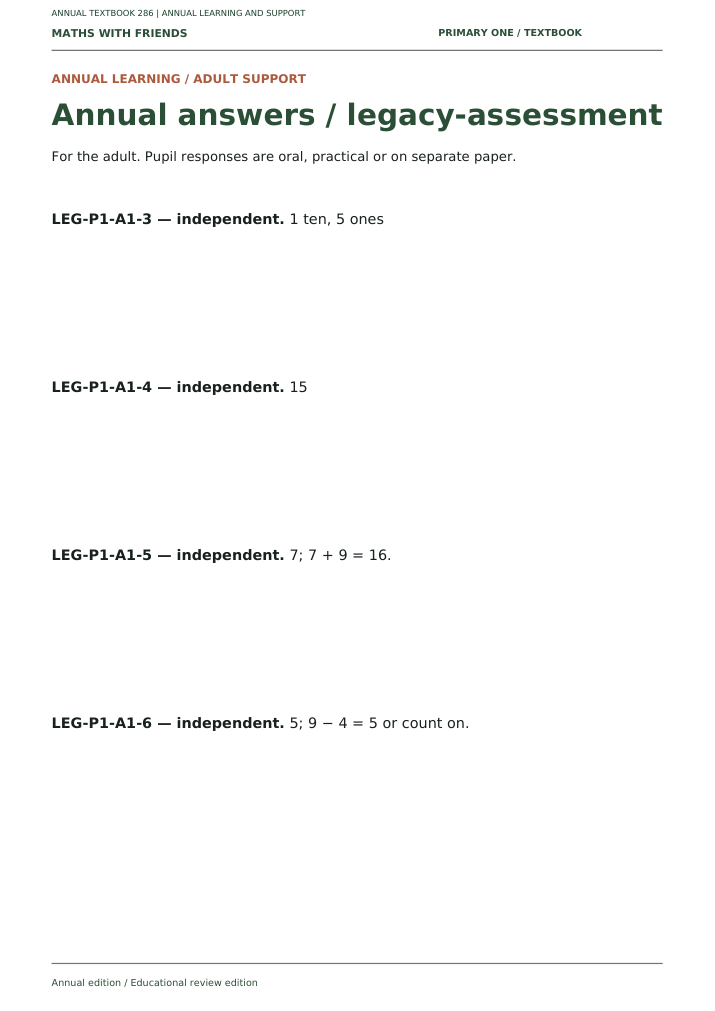 ANNUAL TEXTBOOK 286 | ANNUAL LEARNING AND SUPPORT
MATHS WITH FRIENDS
PRIMARY ONE / TEXTBOOK
ANNUAL LEARNING / ADULT SUPPORT
Annual answers / legacy-assessment
For the adult. Pupil responses are oral, practical or on separate paper.
LEG-P1-A1-3 — independent. 1 ten, 5 ones
LEG-P1-A1-4 — independent. 15
LEG-P1-A1-5 — independent. 7; 7 + 9 = 16.
LEG-P1-A1-6 — independent. 5; 9 − 4 = 5 or count on.
Annual edition / Educational review edition